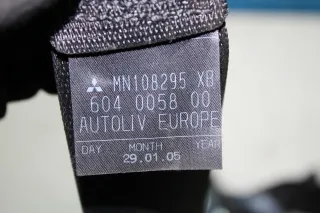 MN108295 XB
604 0058 00
AUTOLIV EUROPE
DAY MONTH YEAR
29.01.05